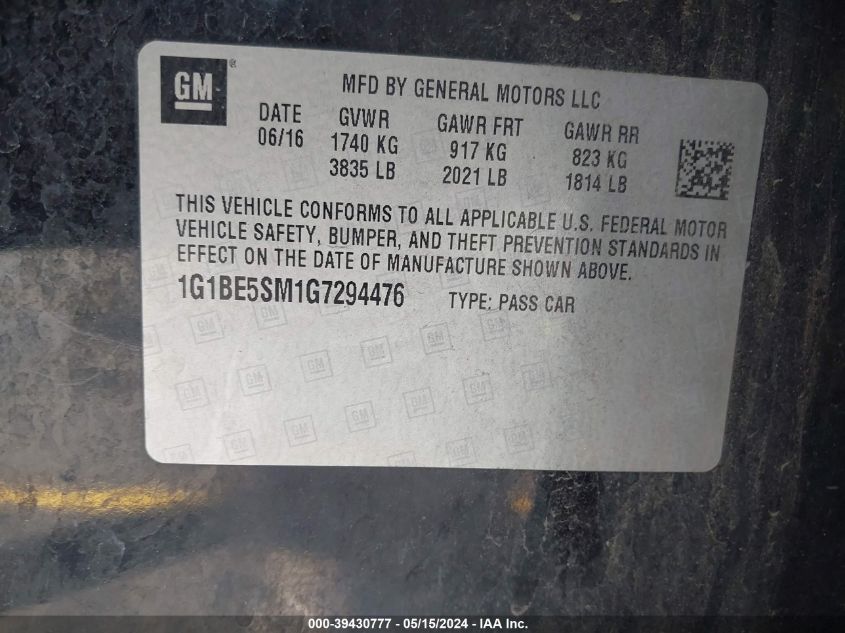 GM®
MFD BY GENERAL MOTORS LLC
DATE GVWR GAWR FRT GAWR RR
06/16 1740 KG 917 KG 823 KG
3835 LB 2021 LB 1814 LB
THIS VEHICLE CONFORMS TO ALL APPLICABLE U.S. FEDERAL MOTOR
VEHICLE SAFETY, BUMPER, AND THEFT PREVENTION STANDARDS IN
EFFECT ON THE DATE OF MANUFACTURE SHOWN ABOVE.
1G1BE5SM1G7294476 TYPE: PASS CAR
000-39430777 - 05/15/2024 - IAA Inc.